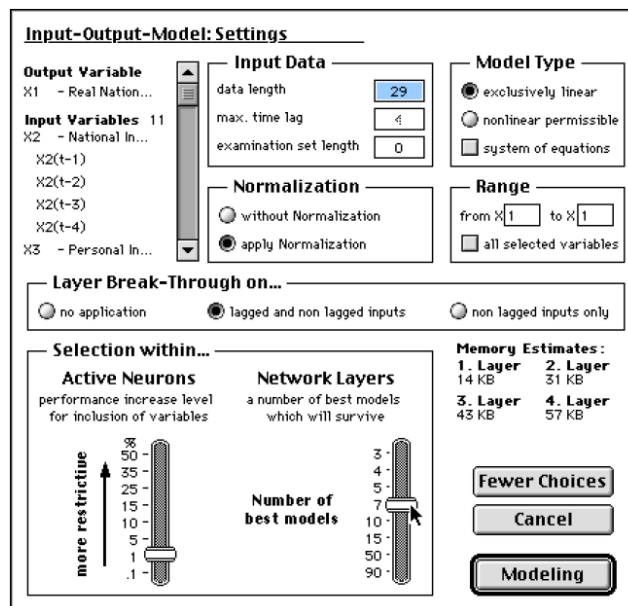 Input-Output-Model: Settings
Output Variable
X1 - Real Nation...
Input Variables 11
X2 - National In...
X2(t-1)
X2(t-2)
X2(t-3)
X2(t-4)
X3 - Personal In...
Input Data
data length 29
max. time lag 4
examination set length 0
Model Type
exclusively linear
nonlinear permissible
system of equations
Normalization
without Normalization
apply Normalization
Range
from X 1 to X 1
all selected variables
Layer Break-Through on...
no application
lagged and non lagged inputs
non lagged inputs only
Selection within...
Active Neurons
performance increase level
for inclusion of variables
more restrictive
%
50
35
25
15
10
5
1
.1
Network Layers
a number of best models
which will survive
Number of
best models
3
4
5
7
10
15
50
90
Memory Estimates:
1. Layer 2. Layer
14 KB 31 KB
3. Layer 4. Layer
43 KB 57 KB
Fewer Choices
Cancel
Modeling